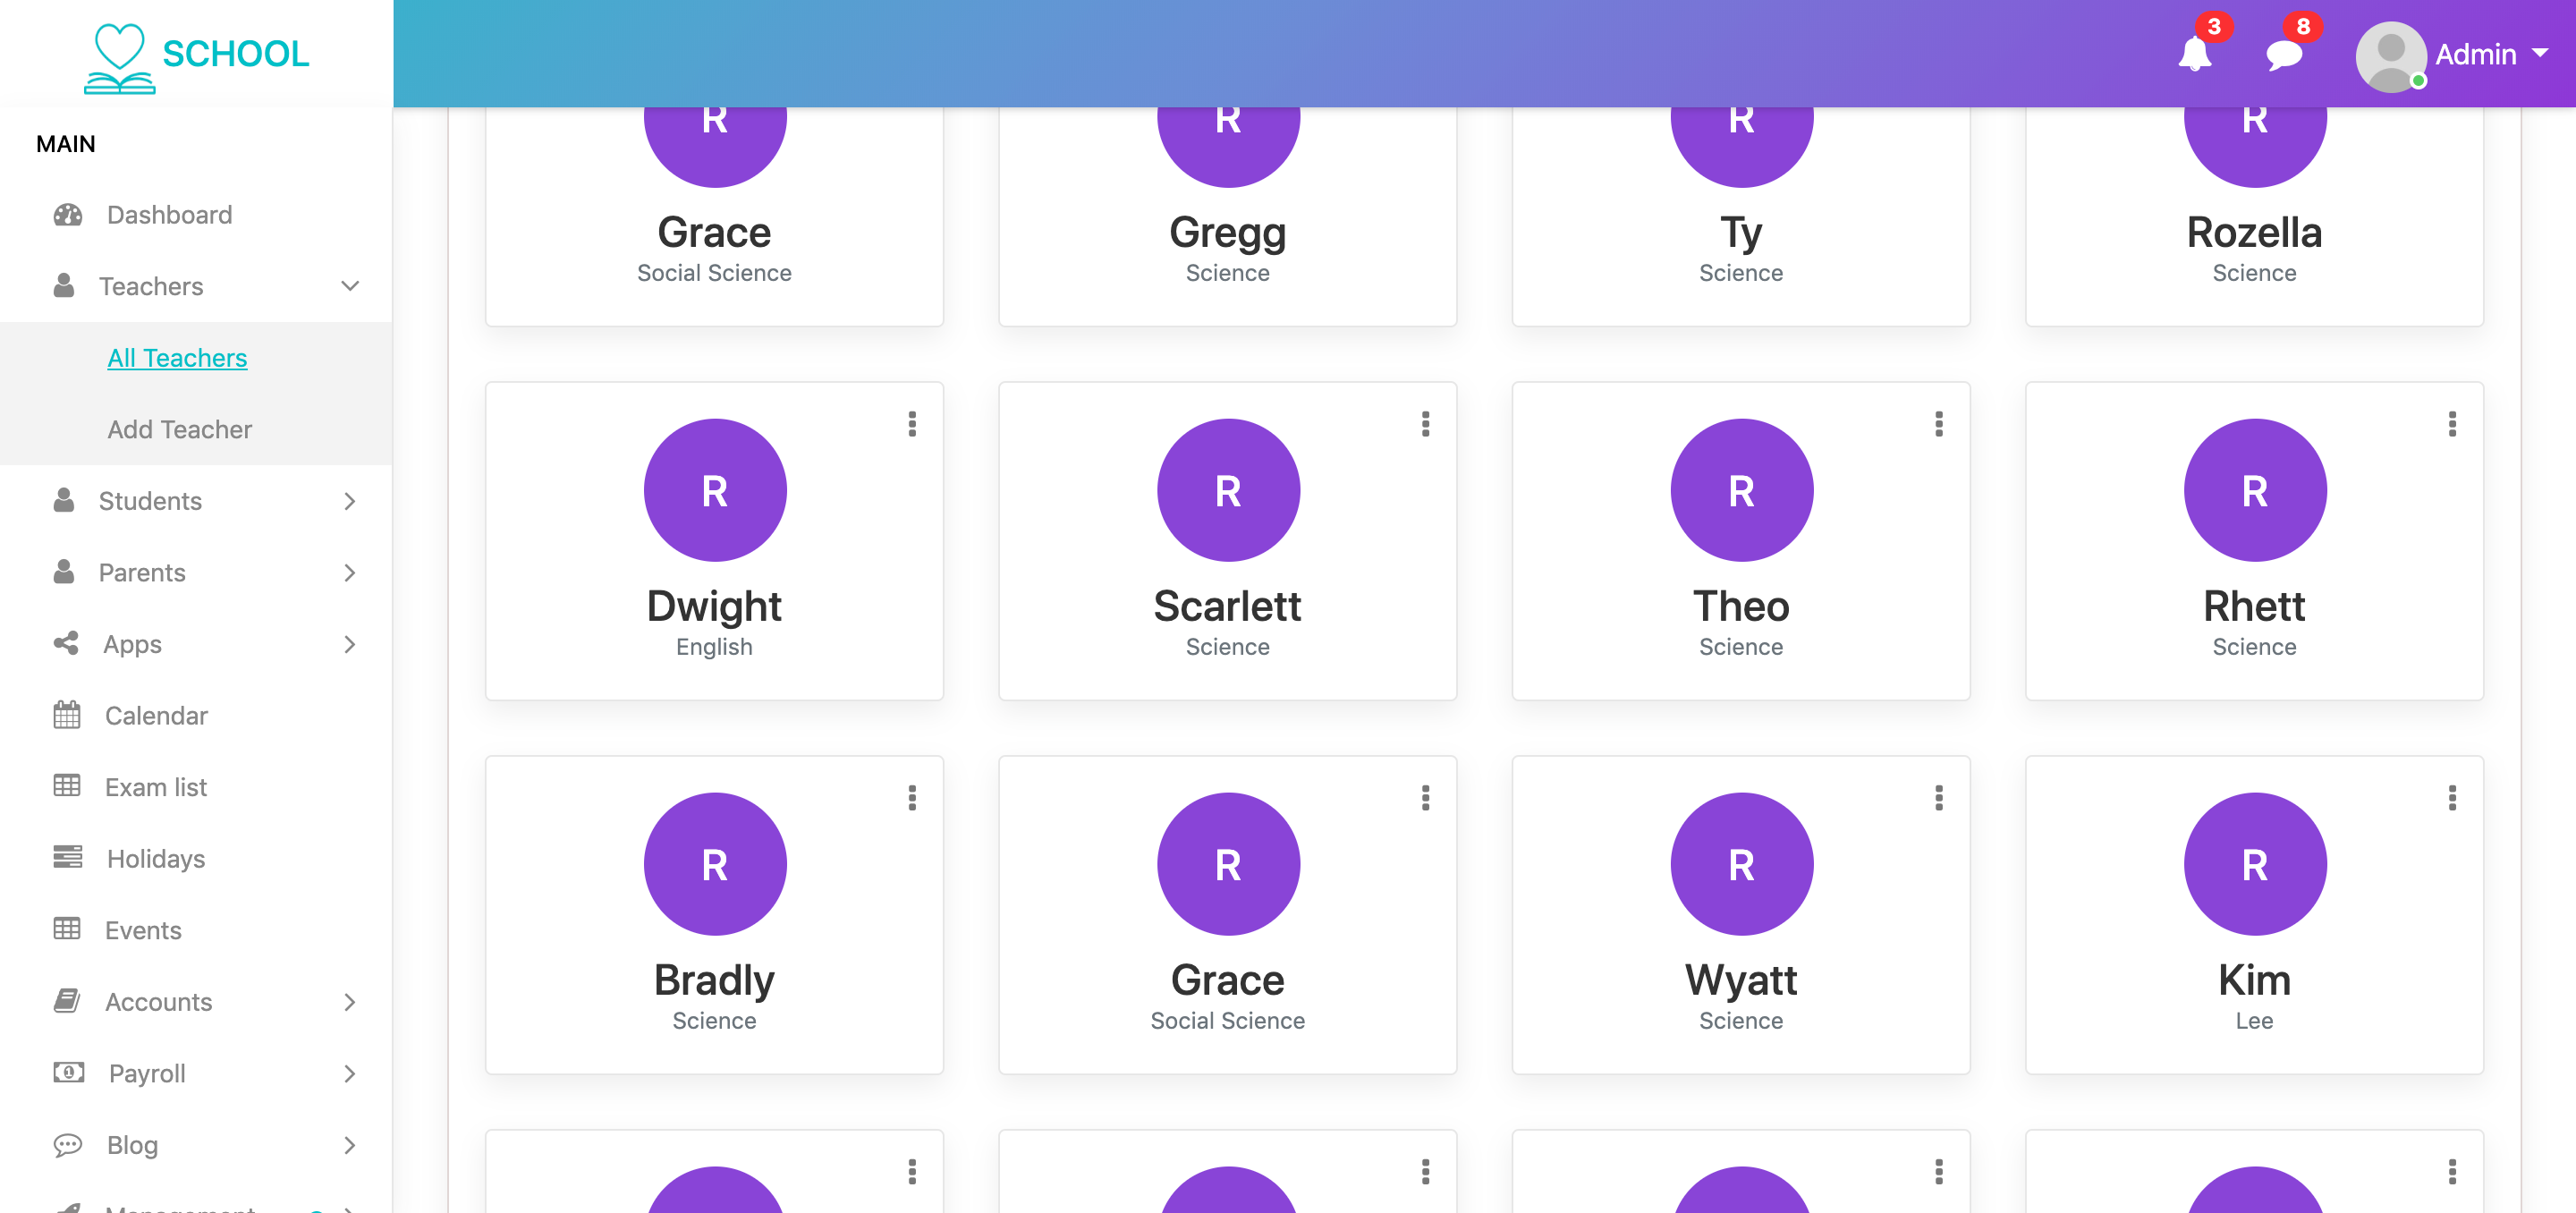 SCHOOL
3
8
Admin
MAIN
Dashboard
Teachers
All Teachers
Add Teacher
Students
Parents
Apps
Calendar
Exam list
Holidays
Events
Accounts
Payroll
Blog
Management
R
R
R
R
Grace
Social Science
Gregg
Science
Ty
Science
Rozella
Science
R
Dwight
English
R
Scarlett
Science
R
Theo
Science
R
Rhett
Science
R
Bradly
Science
R
Grace
Social Science
R
Wyatt
Science
R
Kim
Lee